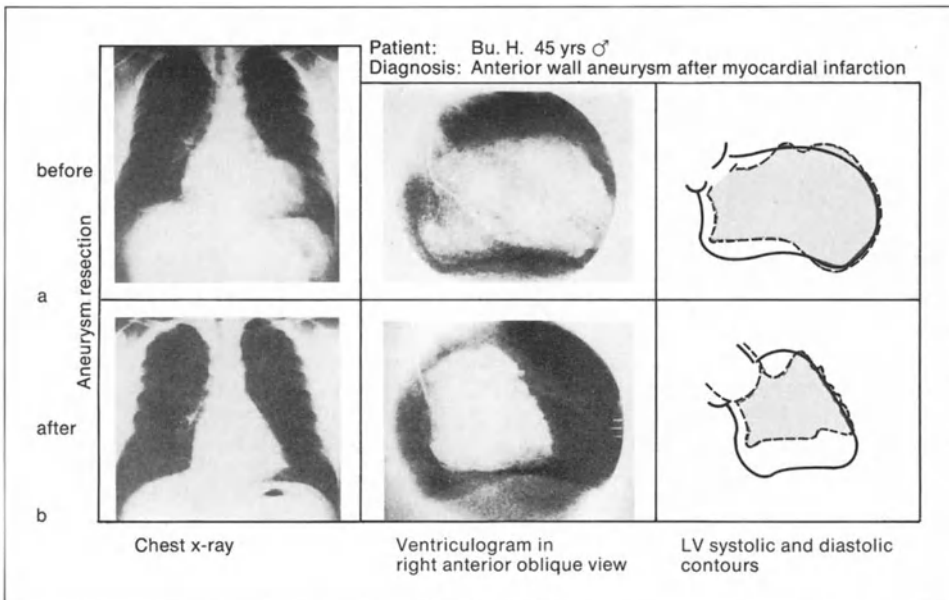 Patient: Bu. H. 45 yrs ♂
Diagnosis: Anterior wall aneurysm after myocardial infarction
before
a
Aneurysm resection
after
b
Chest x-ray
Ventriculogram in
right anterior oblique view
LV systolic and diastolic
contours